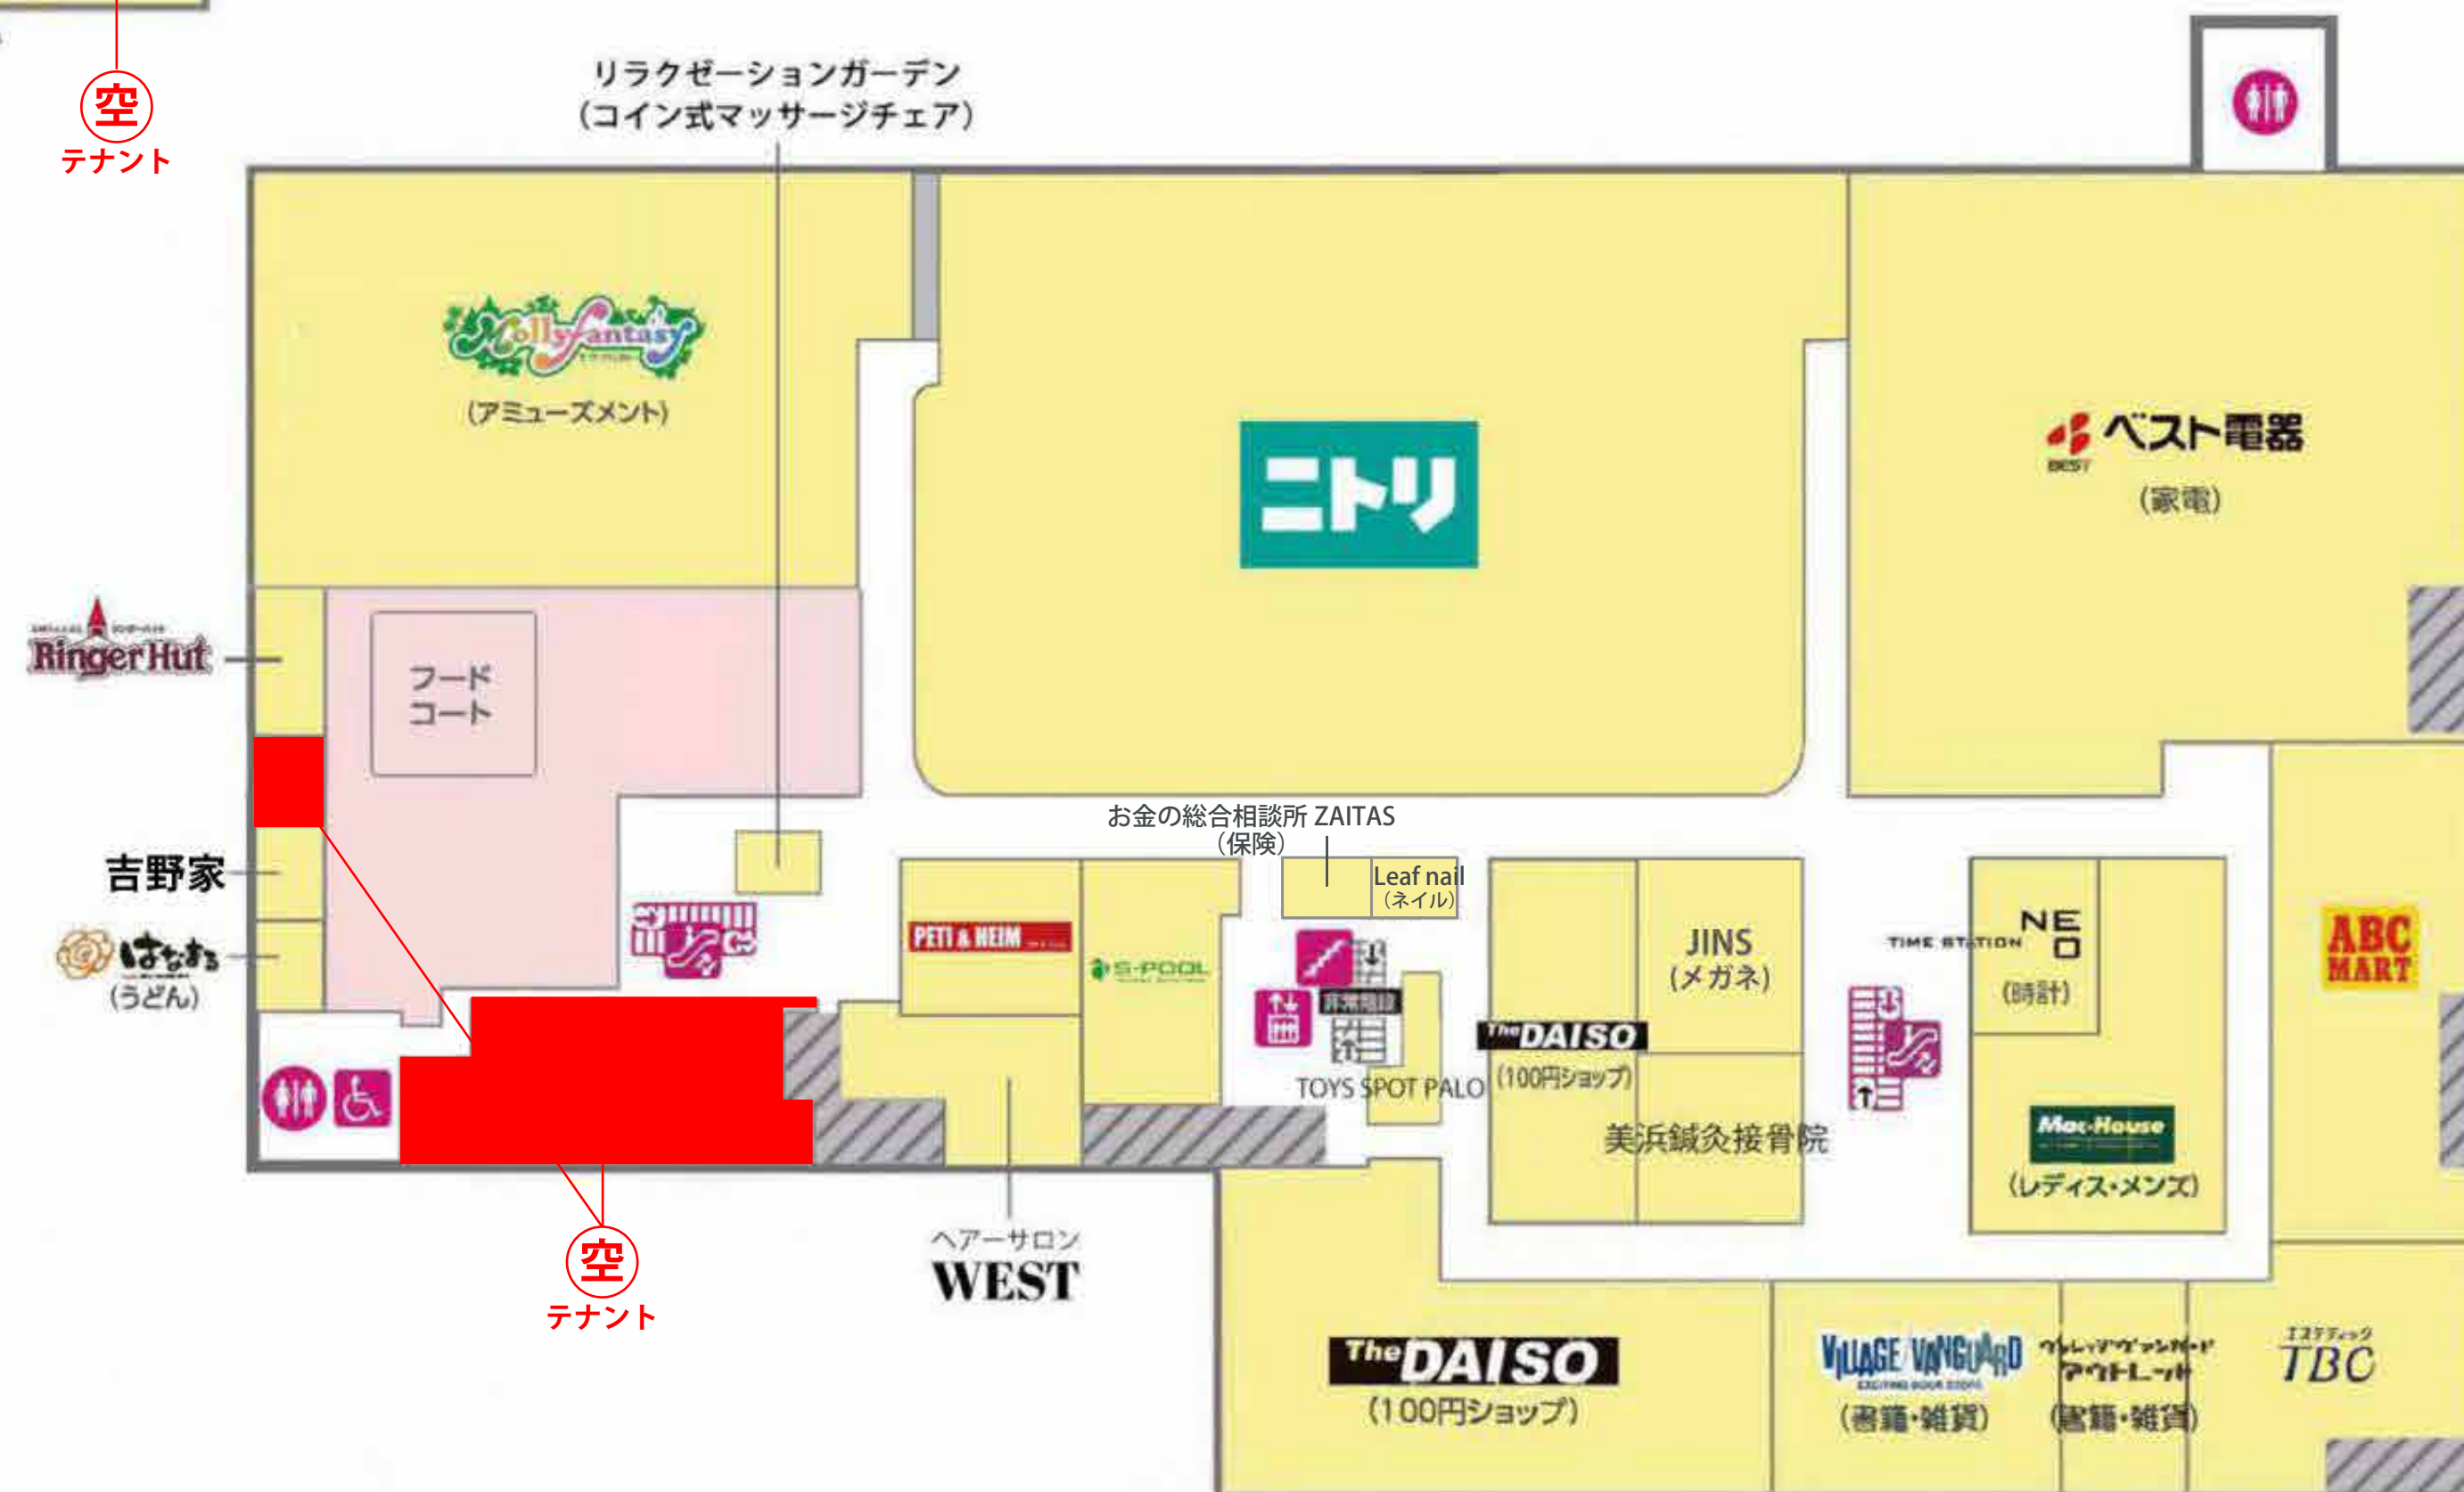 空
テナント
リラクゼーションガーデン
(コイン式マッサージチェア)
Mollyfantasy
(アミューズメント)
ニトリ
ベスト電器
BEST
(家電)
RingerHut
フード
コート
吉野家
はなまる
(うどん)
お金の総合相談所 ZAITAS
(保険)
Leaf nail
(ネイル)
PETI & HEIM
S-POOL
非常階段
TOYS SPOT PALO
The DAISO
(100円ショップ)
JINS
(メガネ)
美浜鍼灸接骨院
TIME STATION NEO
(時計)
Mac-House
(レディス・メンズ)
ABC
MART
空
テナント
ヘアーサロン
WEST
The DAISO
(100円ショップ)
VILLAGE/VANGUARD
EXCITING BOOK STORE
(書籍・雑貨)
ヴィレッジヴァンガード
アウトレット
(書籍・雑貨)
エステティック
TBC